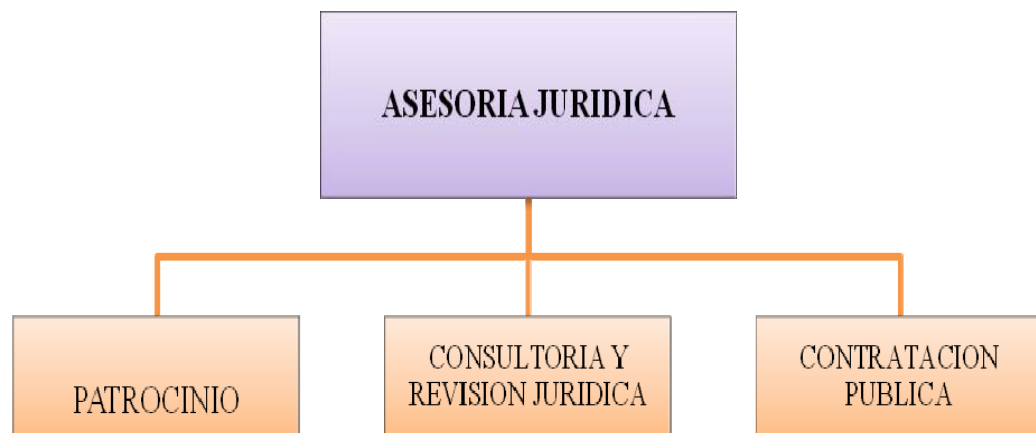 ASESORIA JURIDICA
PATROCINIO
CONSULTORIA Y
REVISION JURIDICA
CONTRATACION
PUBLICA